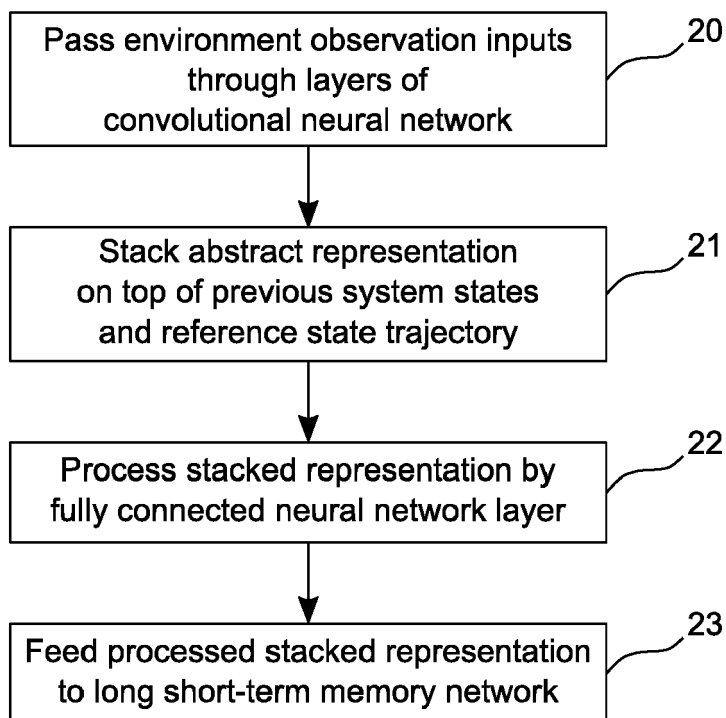 Pass environment observation inputs
through layers of
convolutional neural network
20
Stack abstract representation
on top of previous system states
and reference state trajectory
21
Process stacked representation by
fully connected neural network layer
22
Feed processed stacked representation
to long short-term memory network
23